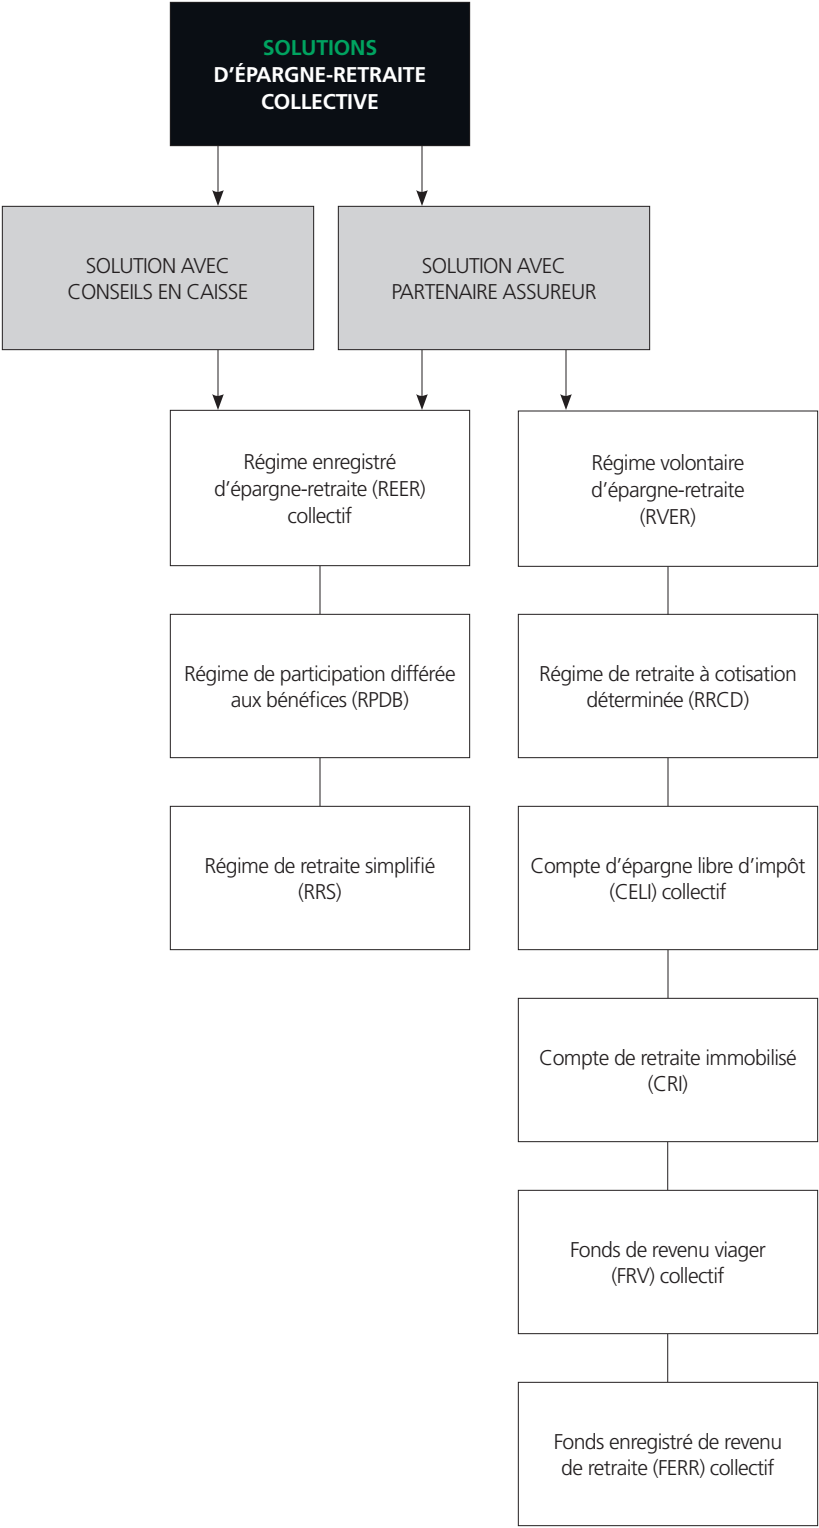 SOLUTIONS
D’ÉPARGNE-RETRAITE
COLLECTIVE
SOLUTION AVEC
CONSEILS EN CAISSE
SOLUTION AVEC
PARTENAIRE ASSUREUR
Régime enregistré
d’épargne-retraite (REER)
collectif
Régime de participation différée
aux bénéfices (RPDB)
Régime de retraite simplifié
(RRS)
Régime volontaire
d’épargne-retraite
(RVER)
Régime de retraite à cotisation
déterminée (RRCD)
Compte d’épargne libre d’impôt
(CELI) collectif
Compte de retraite immobilisé
(CRI)
Fonds de revenu viager
(FRV) collectif
Fonds enregistré de revenu
de retraite (FERR) collectif